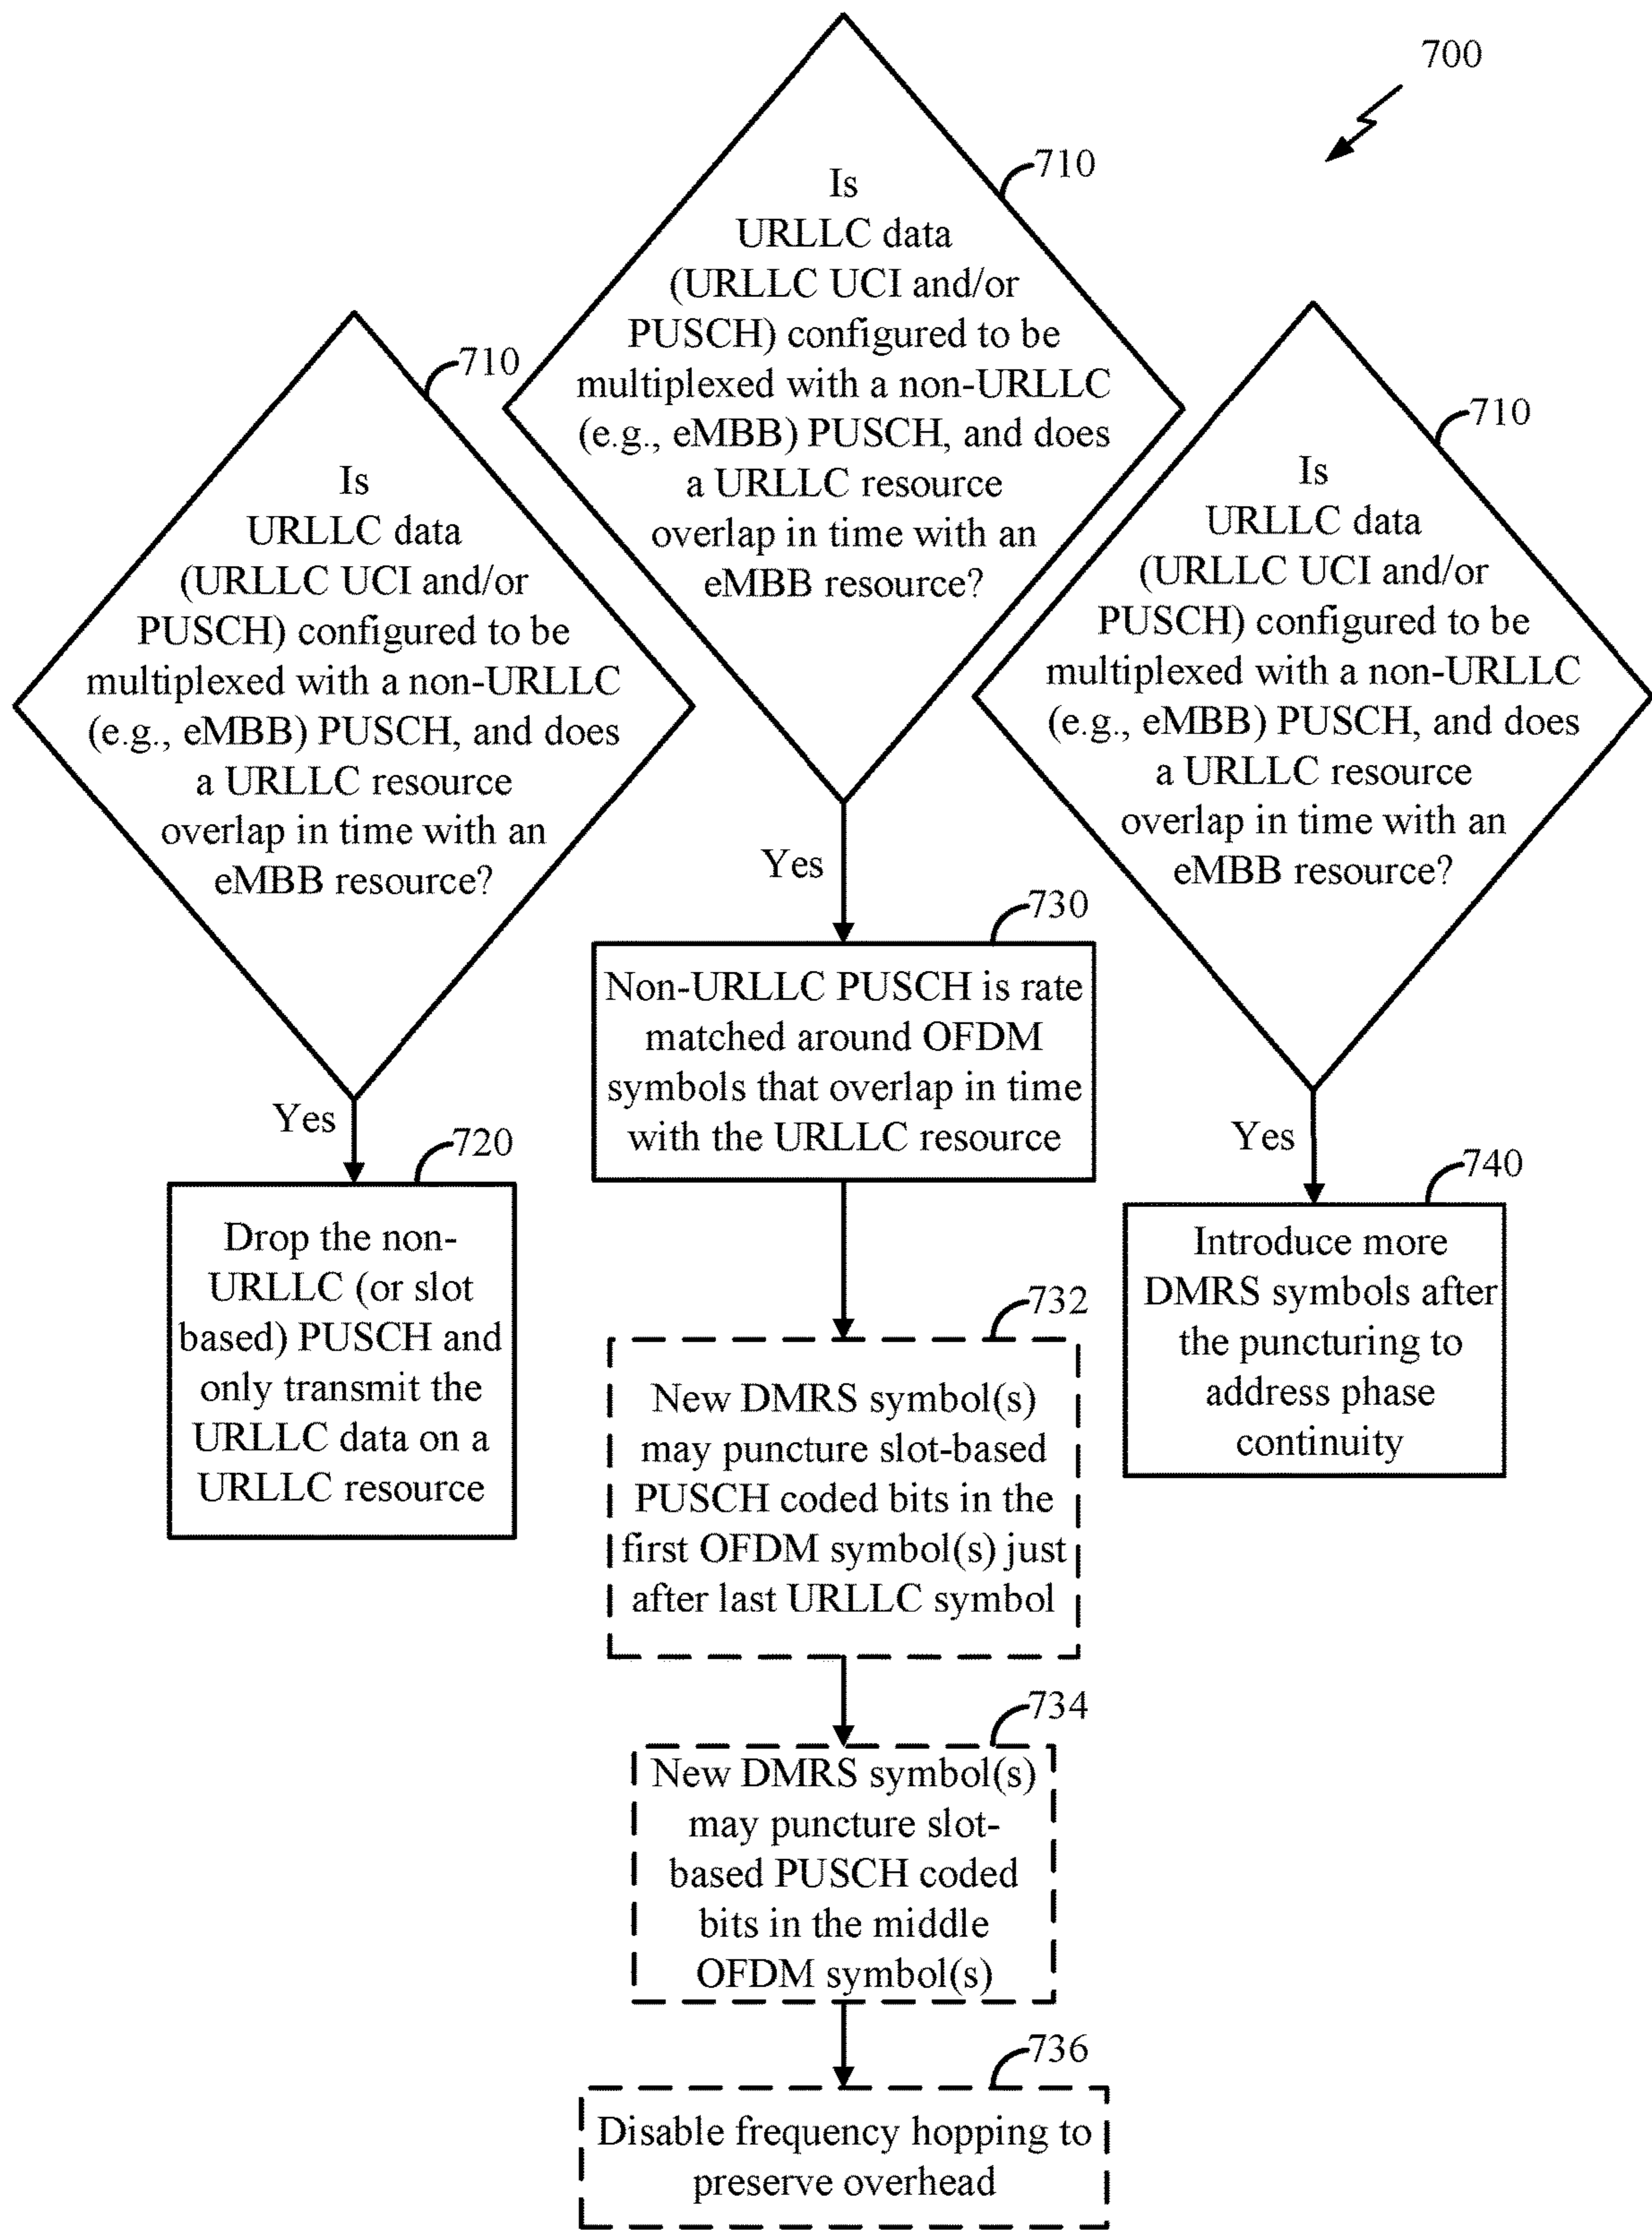 700
710
Is
URLLC data
(URLLC UCI and/or
PUSCH) configured to be
multiplexed with a non-URLLC
(e.g., eMBB) PUSCH, and does
a URLLC resource
overlap in time with an
eMBB resource?
Yes
710
Is
URLLC data
(URLLC UCI and/or
PUSCH) configured to be
multiplexed with a non-URLLC
(e.g., eMBB) PUSCH, and does
a URLLC resource
overlap in time with an
eMBB resource?
Yes
720
Drop the non-
URLLC (or slot
based) PUSCH and
only transmit the
URLLC data on a
URLLC resource
710
Is
URLLC data
(URLLC UCI and/or
PUSCH) configured to be
multiplexed with a non-URLLC
(e.g., eMBB) PUSCH, and does
a URLLC resource
overlap in time with an
eMBB resource?
Yes
740
Introduce more
DMRS symbols after
the puncturing to
address phase
continuity
730
Non-URLLC PUSCH is rate
matched around OFDM
symbols that overlap in time
with the URLLC resource
732
New DMRS symbol(s)
may puncture slot-based
PUSCH coded bits in the
first OFDM symbol(s) just
after last URLLC symbol
734
New DMRS symbol(s)
may puncture slot-
based PUSCH coded
bits in the middle
OFDM symbol(s)
736
Disable frequency hopping to
preserve overhead